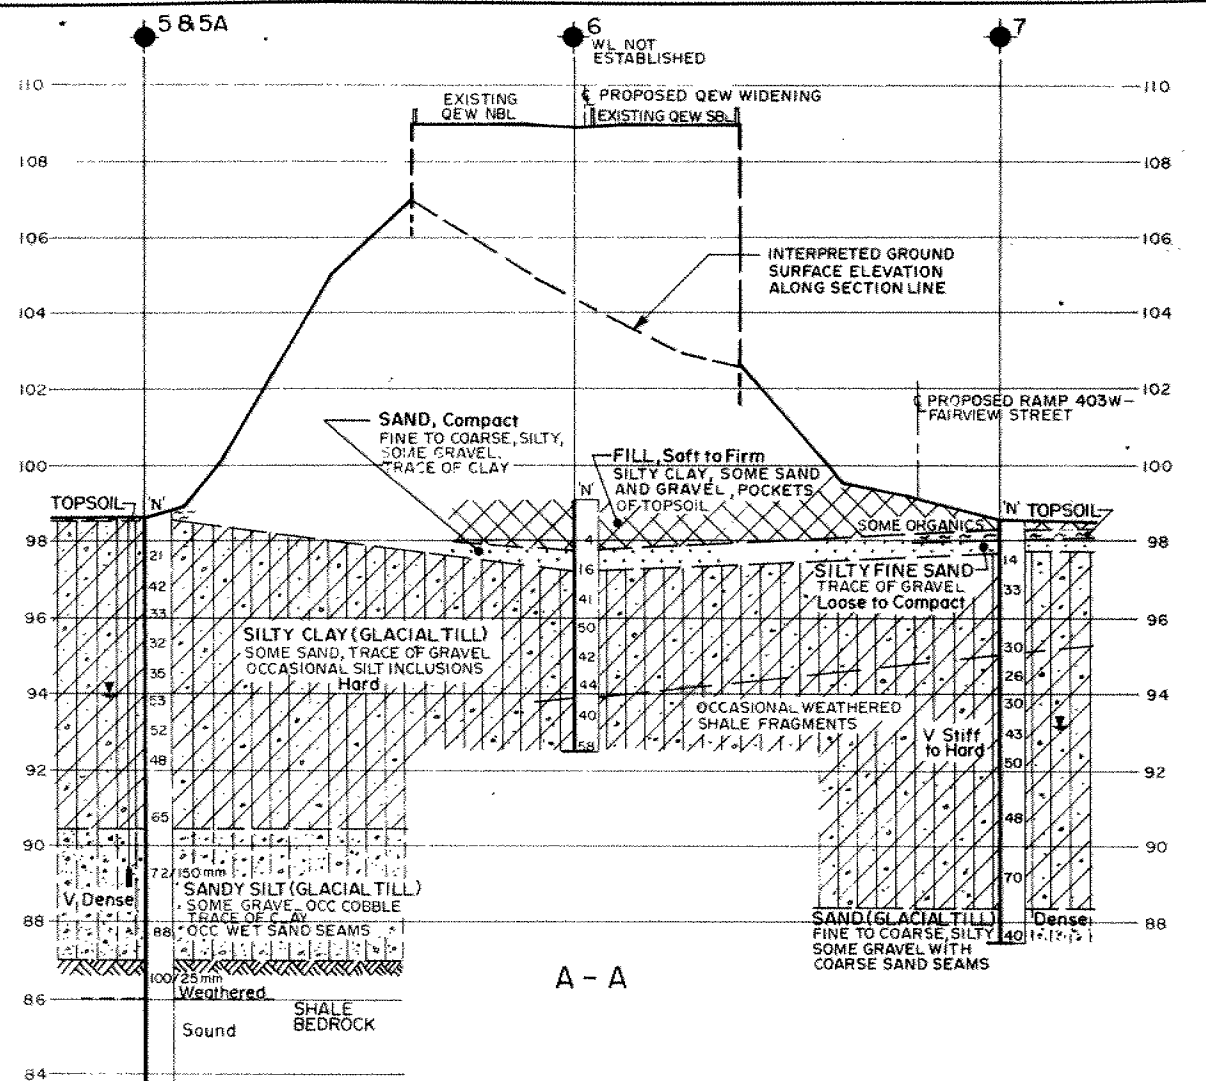 5 & 5A
6
7
WL NOT
ESTABLISHED
110
110
EXISTING
QEW NBL
℄ PROPOSED QEW WIDENING
EXISTING QEW SBL
108
108
106
106
INTERPRETED GROUND
SURFACE ELEVATION
ALONG SECTION LINE
104
104
102
102
℄ PROPOSED RAMP 403W-
FAIRVIEW STREET
SAND, Compact
FINE TO COARSE, SILTY,
SOME GRAVEL.
TRACE OF CLAY
FILL, Soft to Firm
SILTY CLAY, SOME SAND
AND GRAVEL, POCKETS
OF TOPSOIL
100
100
TOPSOIL
'N'
'N'
'N'
TOPSOIL
SOME ORGANICS
98
98
21
42
33
32
35
53
52
48
65
72/150mm
88
100/25mm
4
16
41
50
42
44
40
58
14
33
30
26
30
43
50
48
70
40
SILTY FINE SAND
TRACE OF GRAVEL
Loose to Compact
96
96
SILTY CLAY (GLACIAL TILL)
SOME SAND, TRACE OF GRAVEL
OCCASIONAL SILT INCLUSIONS
Hard
94
94
OCCASIONAL WEATHERED
SHALE FRAGMENTS
V Stiff
to Hard
92
92
90
90
V. Dense
SANDY SILT (GLACIAL TILL)
SOME GRAVEL, OCC COBBLE
TRACE OF CLAY
OCC WET SAND SEAMS
88
88
SAND (GLACIAL TILL)
FINE TO COARSE, SILTY
SOME GRAVEL WITH
COARSE SAND SEAMS
Dense
A - A
86
Weathered
SHALE
BEDROCK
Sound
84